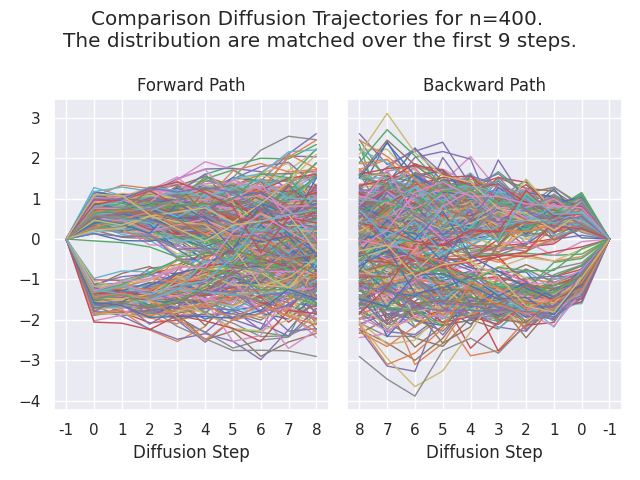 Comparison Diffusion Trajectories for n=400.
The distribution are matched over the first 9 steps.
Forward Path
Backward Path
3
2
1
0
−1
−2
−3
−4
-1 0 1 2 3 4 5 6 7 8
8 7 6 5 4 3 2 1 0 -1
Diffusion Step
Diffusion Step